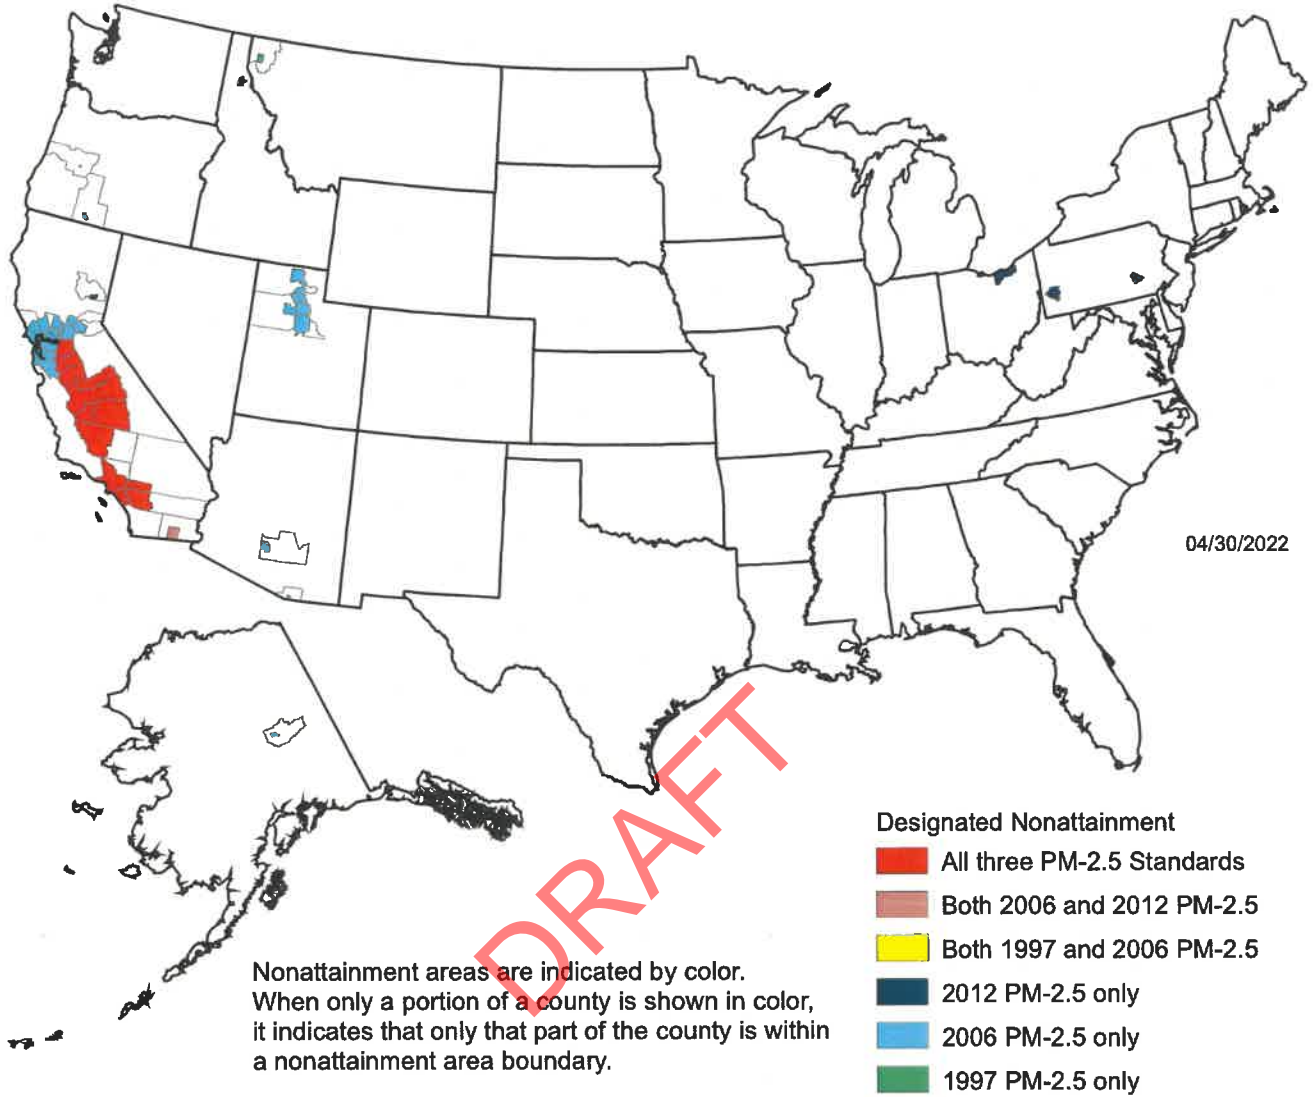 04/30/2022
DRAFT
Designated Nonattainment
All three PM-2.5 Standards
Both 2006 and 2012 PM-2.5
Both 1997 and 2006 PM-2.5
2012 PM-2.5 only
2006 PM-2.5 only
1997 PM-2.5 only
Nonattainment areas are indicated by color.
When only a portion of a county is shown in color,
it indicates that only that part of the county is within
a nonattainment area boundary.